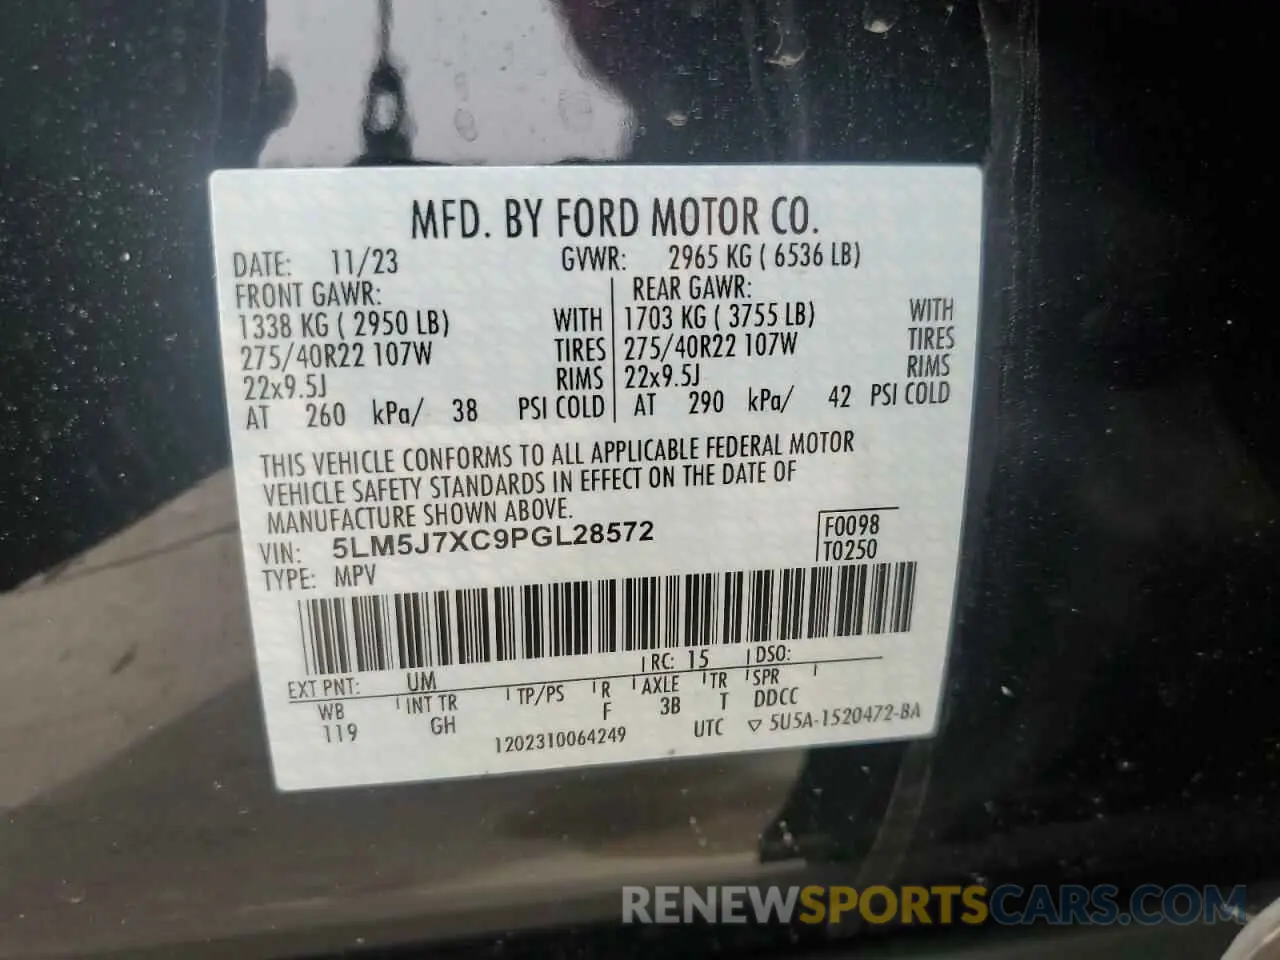 MFD. BY FORD MOTOR CO.
DATE: 11/23 GVWR: 2965 KG ( 6536 LB)
FRONT GAWR: REAR GAWR:
1338 KG ( 2950 LB) WITH 1703 KG ( 3755 LB) WITH
275/40R22 107W TIRES 275/40R22 107W TIRES
22x9.5J RIMS 22x9.5J RIMS
AT 260 kPa/ 38 PSI COLD AT 290 kPa/ 42 PSI COLD
THIS VEHICLE CONFORMS TO ALL APPLICABLE FEDERAL MOTOR
VEHICLE SAFETY STANDARDS IN EFFECT ON THE DATE OF
MANUFACTURE SHOWN ABOVE.
VIN: 5LM5J7XC9PGL28572 F0098
TYPE: MPV T0250
EXT PNT: UM RC: 15 DSO:
WB INT TR TP/PS R AXLE TR SPR
119 GH F 3B T DDCC
1202310064249 UTC ▽ 5U5A-1520472-BA
RENEWSPORTSCARS.COM